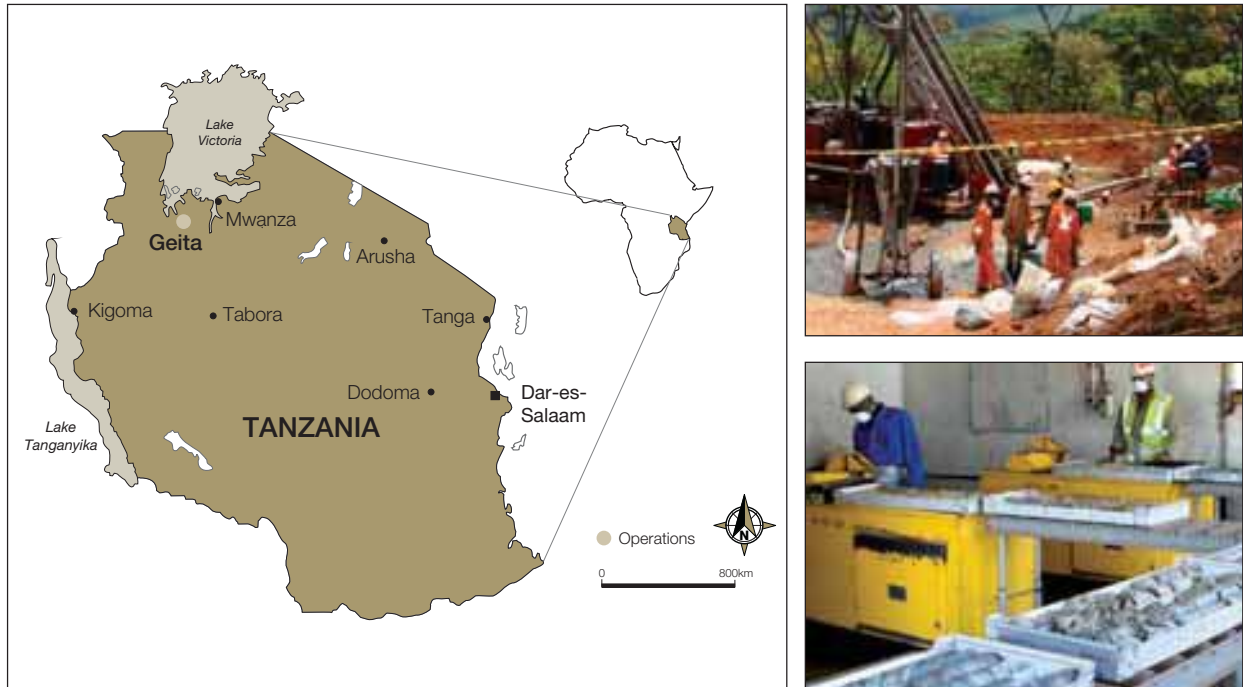 Lake
Victoria
Mwanza
Geita
Arusha
Kigoma
Tabora
Tanga
Dodoma
Dar-es-
Salaam
TANZANIA
Lake
Tanganyika
N
Operations
0
800km